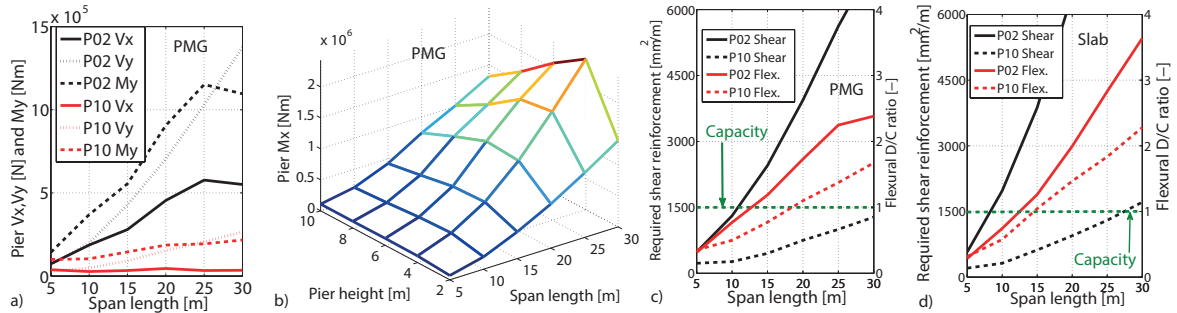 a)
x 10^5
15
10
5
0
5 10 15 20 25 30
Pier Vx,Vy [N] and My [Nm]
Span length [m]
PMG
P02 Vx
P02 Vy
P02 My
P10 Vx
P10 Vy
P10 My
b)
x 10^6
PMG
2
1.5
1
0.5
0.1
Pier Mx [Nm]
10 8 6 4 2
Pier height [m]
5 10 15 20 25 30
Span length [m]
c)
6000
4500
3000
1500
0
Required shear reinforcement [mm²/m]
P02 Shear
P10 Shear
P02 Flex.
P10 Flex.
PMG
Capacity
4
3
2
1
0
Flexural D/C ratio [–]
5 10 15 20 25 30
Span length [m]
d)
6000
4500
3000
1500
0
Required shear reinforcement [mm²/m]
P02 Shear
P10 Shear
P02 Flex.
P10 Flex.
Slab
Capacity
4
3
2
1
0
Flexural D/C ratio [–]
5 10 15 20 25 30
Span length [m]